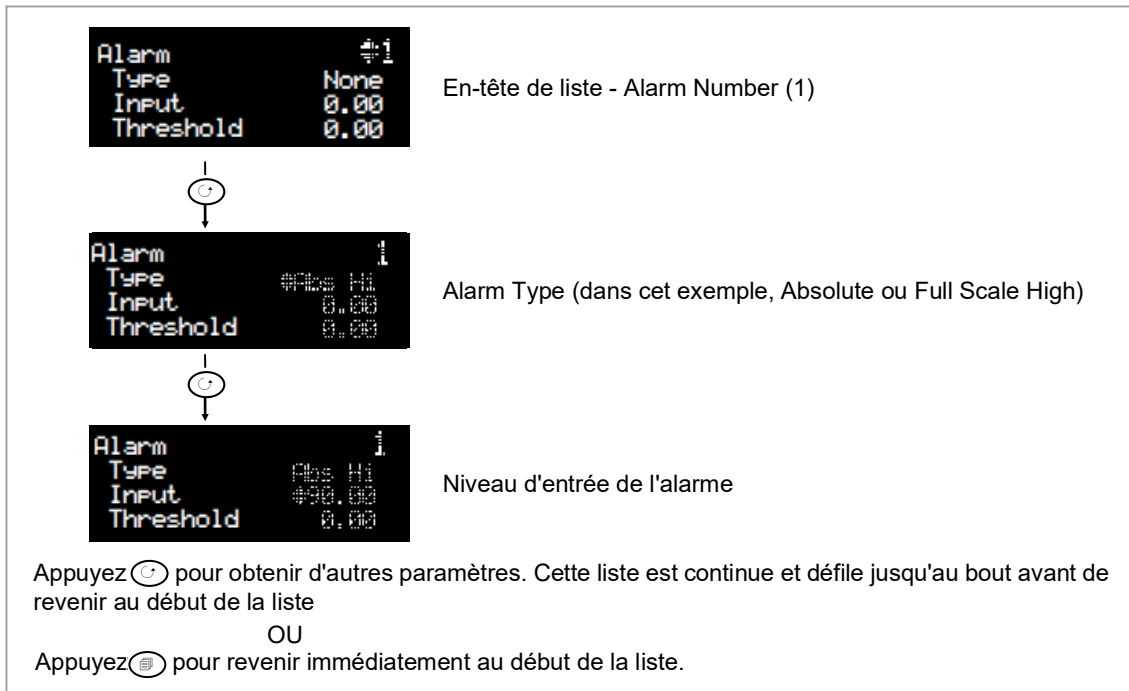 Alarm 1
Type None
Input 0.00
Threshold 0.00
En-tête de liste - Alarm Number (1)
Alarm 1
Type Abs Hi
Input 0.00
Threshold 0.00
Alarm Type (dans cet exemple, Absolute ou Full Scale High)
Alarm 1
Type Abs Hi
Input 90.00
Threshold 0.00
Niveau d'entrée de l'alarme
Appuyez pour obtenir d'autres paramètres. Cette liste est continue et défile jusqu'au bout avant de
revenir au début de la liste
OU
Appuyez pour revenir immédiatement au début de la liste.